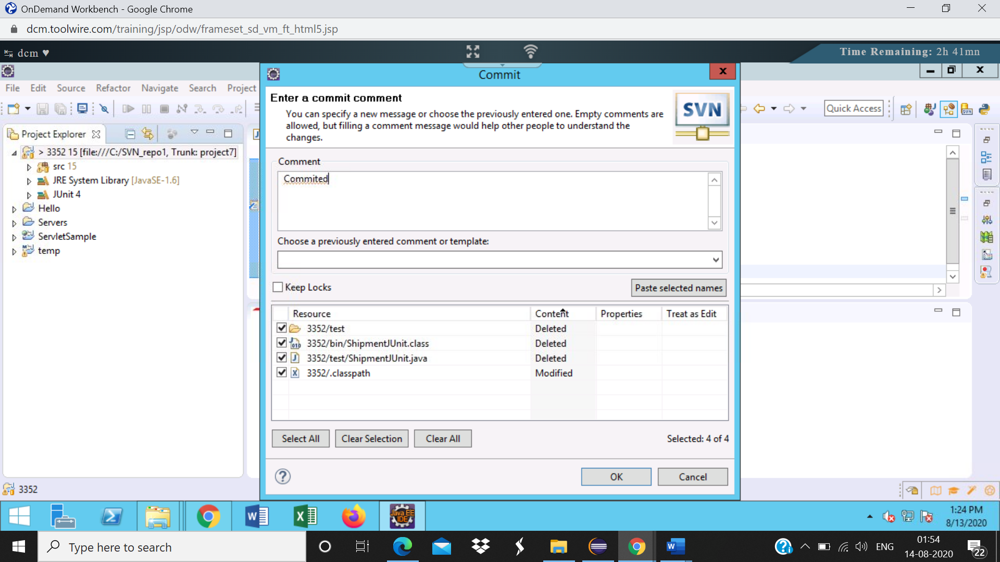 OnDemand Workbench - Google Chrome
dcm.toolwire.com/training/jsp/odw/frameset_sd_vm_ft_html5.jsp
dcm ♥
Time Remaining: 2h 41mn
Commit
File Edit Source Refactor Navigate Search Project
Enter a commit comment
You can specify a new message or choose the previously entered one. Empty comments are
allowed, but filling a comment message would help other people to understand the
changes.
SVN
Quick Access
Project Explorer
> 3352 15 [file:///C:/SVN_repo1, Trunk: project7]
src 15
JRE System Library [JavaSE-1.6]
JUnit 4
Hello
Servers
ServletSample
temp
Comment
Commited
Choose a previously entered comment or template:
Keep Locks
Paste selected names
Resource Content Properties Treat as Edit
3352/test Deleted
3352/bin/ShipmentJUnit.class Deleted
3352/test/ShipmentJUnit.java Deleted
3352/.classpath Modified
Select All Clear Selection Clear All Selected: 4 of 4
OK Cancel
3352
Java EE
IDE
1:24 PM
8/13/2020
Type here to search
ENG
01:54
14-08-2020
22